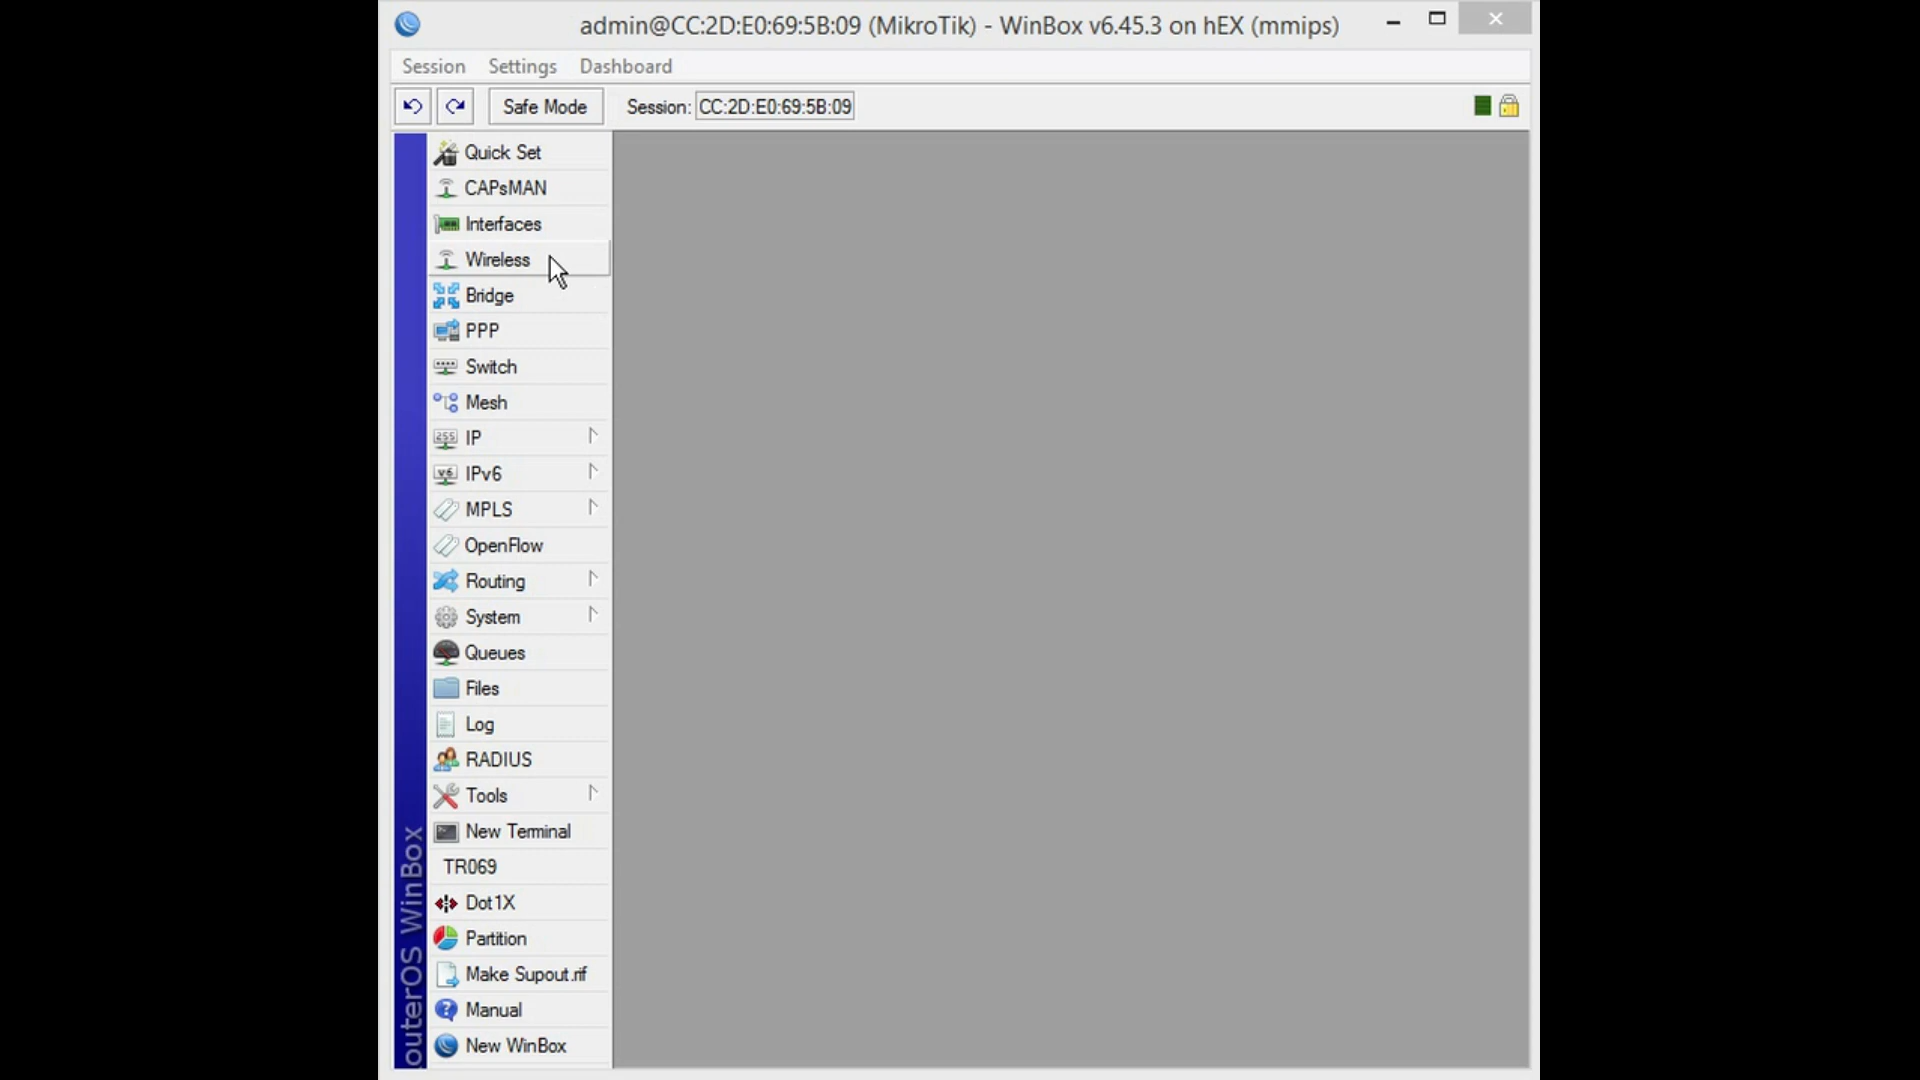 admin@CC:2D:E0:69:5B:09 (MikroTik) - WinBox v6.45.3 on hEX (mmips)
Session Settings Dashboard
Safe Mode Session: CC:2D:E0:69:5B:09
Quick Set
CAPsMAN
Interfaces
Wireless
Bridge
PPP
Switch
Mesh
255 IP
v6 IPv6
MPLS
OpenFlow
Routing
System
Queues
Files
Log
RADIUS
Tools
New Terminal
TR069
Dot1X
Partition
Make Supout.rif
Manual
New WinBox
outerOS WinBox